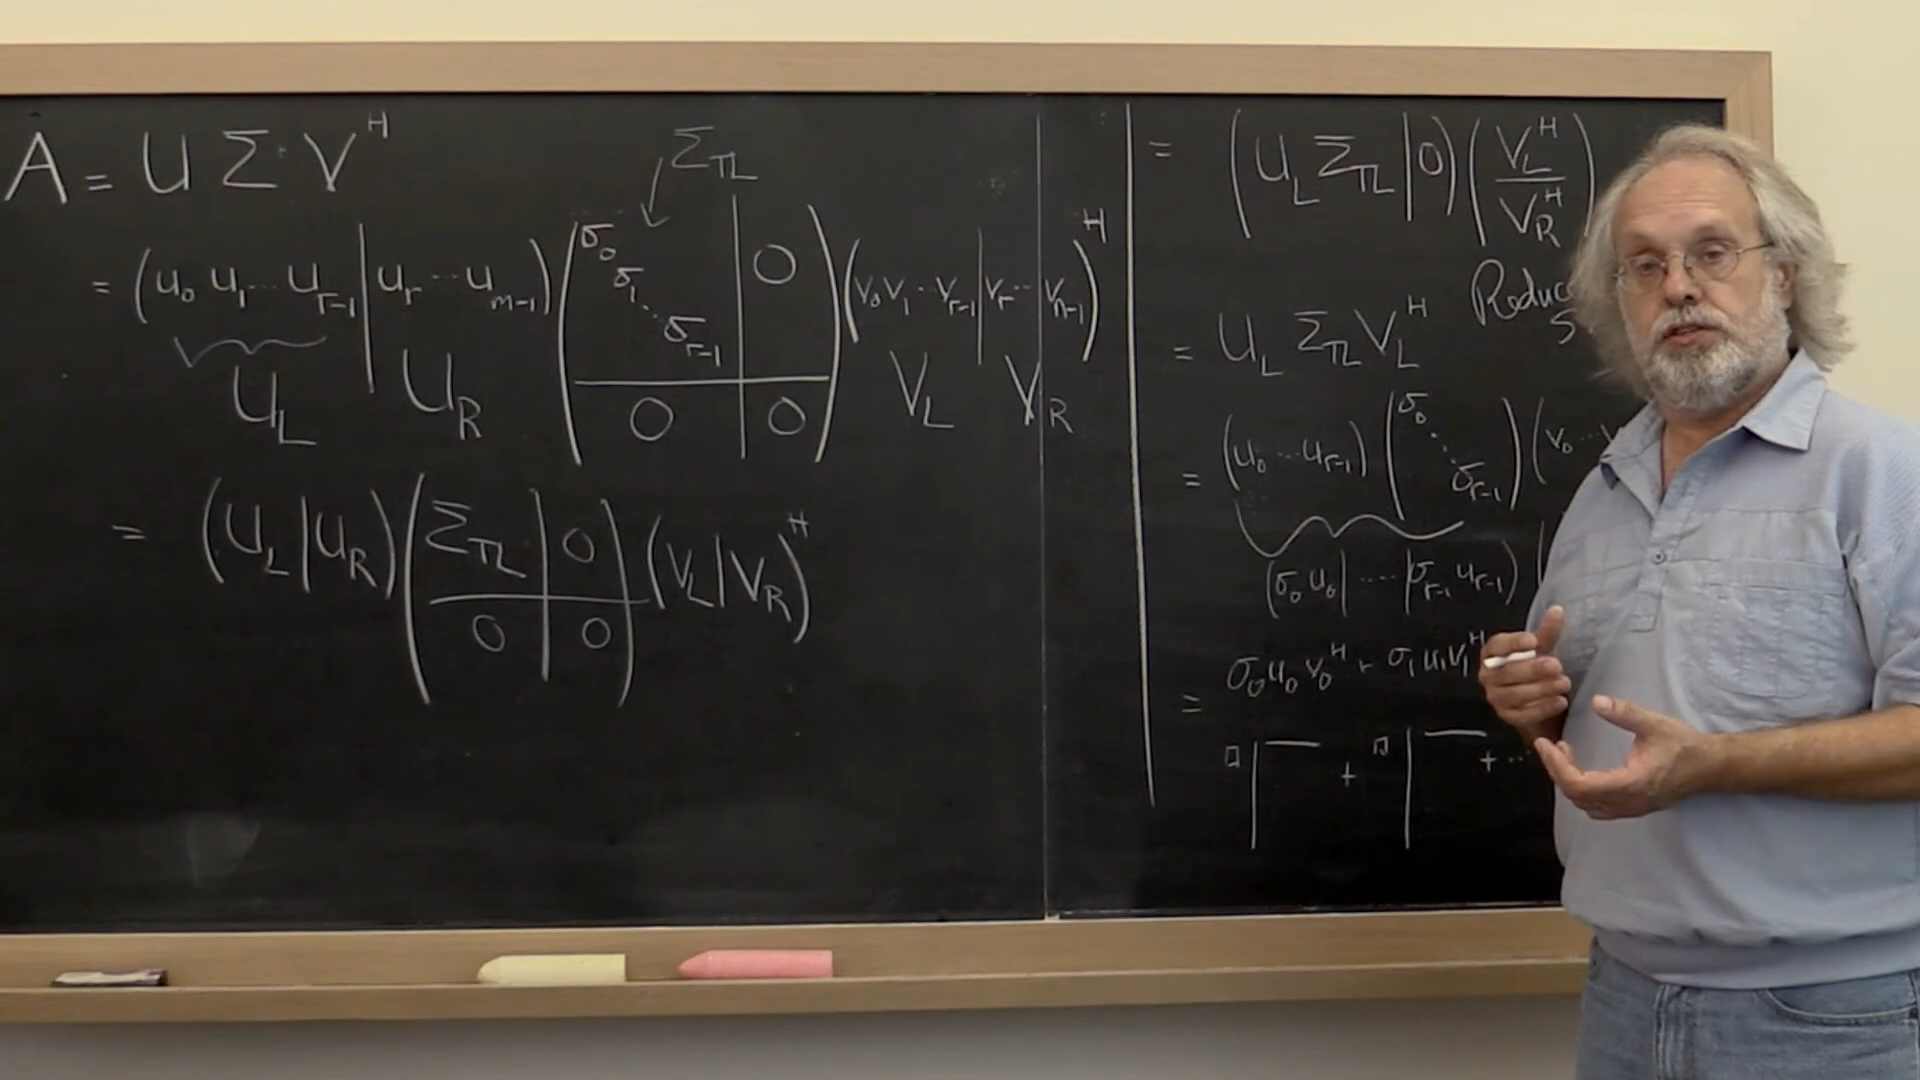 A = U Σ V^H
Σ_TL
= (u_0 u_1 ... u_{r-1} | u_r ... u_{m-1}) (σ_0 σ_1 ... σ_{r-1} | 0
0 | 0) (v_0 v_1 ... v_{r-1} | v_r ... v_{n-1})^H
U_L U_R V_L V_R
= (U_L | U_R) (Σ_TL | 0
0 | 0) (V_L | V_R)^H
= (U_L Σ_TL | 0) (V_L^H
V_R^H)
= U_L Σ_TL V_L^H
= (u_0 ... u_{r-1}) (σ_0 ... σ_{r-1}) (v_0 ...
(σ_0 u_0 | ... | σ_{r-1} u_{r-1})
= σ_0 u_0 v_0^H + σ_1 u_1 v_1^H
+ + ...